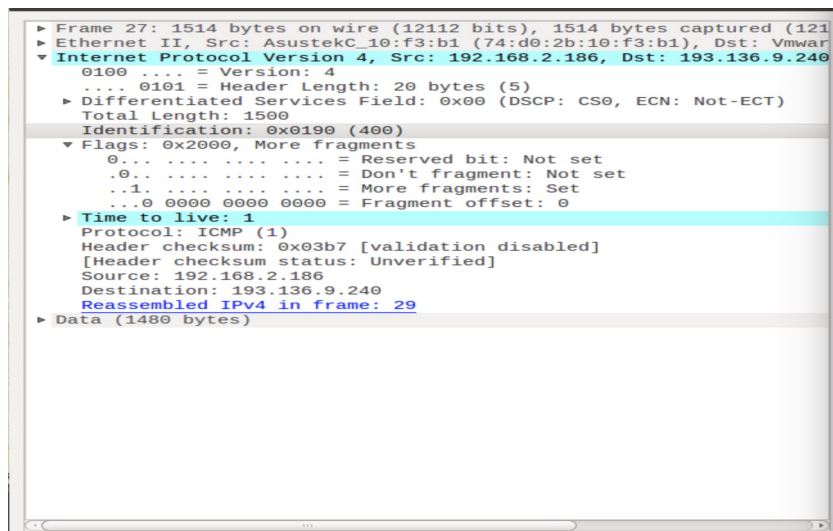 Frame 27: 1514 bytes on wire (12112 bits), 1514 bytes captured (121
Ethernet II, Src: AsustekC_10:f3:b1 (74:d0:2b:10:f3:b1), Dst: Vmwar
Internet Protocol Version 4, Src: 192.168.2.186, Dst: 193.136.9.240
0100 .... = Version: 4
.... 0101 = Header Length: 20 bytes (5)
Differentiated Services Field: 0x00 (DSCP: CS0, ECN: Not-ECT)
Total Length: 1500
Identification: 0x0190 (400)
Flags: 0x2000, More fragments
0... .... .... .... = Reserved bit: Not set
.0.. .... .... .... = Don't fragment: Not set
..1. .... .... .... = More fragments: Set
...0 0000 0000 0000 = Fragment offset: 0
Time to live: 1
Protocol: ICMP (1)
Header checksum: 0x03b7 [validation disabled]
[Header checksum status: Unverified]
Source: 192.168.2.186
Destination: 193.136.9.240
Reassembled IPv4 in frame: 29
Data (1480 bytes)